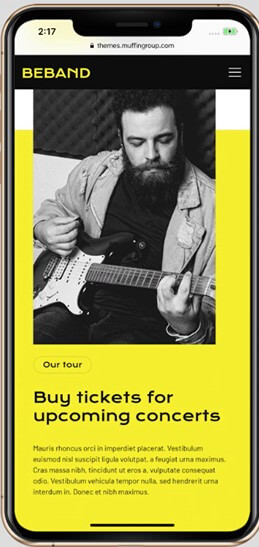 2:17
themes.muffingroup.com
BEBAND
Our tour
Buy tickets for
upcoming concerts
Mauris rhoncus orci in imperdiet placerat. Vestibulum
euismod nisl suscipit ligula volutpat, a feugiat urna maximus.
Cras massa nibh, tincidunt ut eros a, vulputate consequat
odio. Vestibulum vehicula tempor nulla, sed hendrerit urna
interdum in. Donec et nibh maximus.